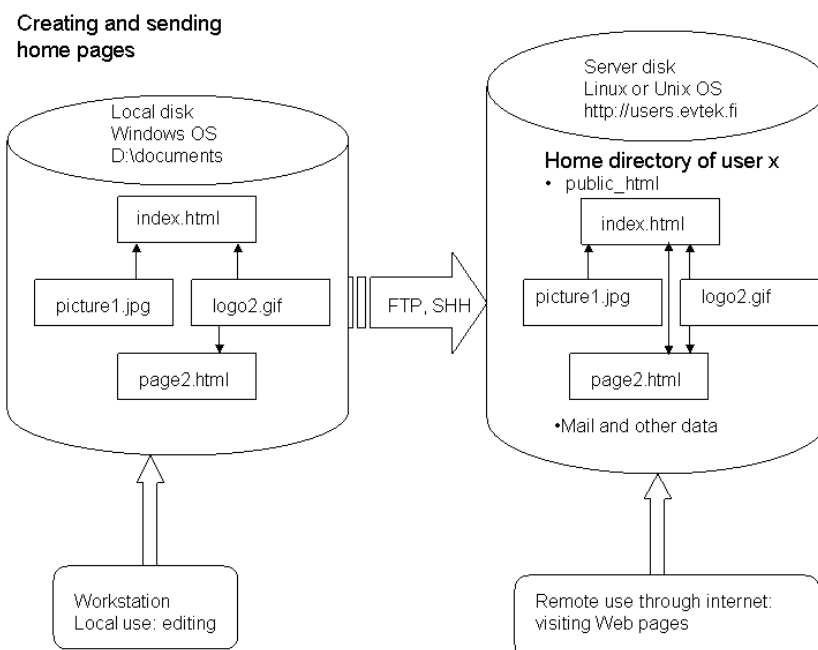 Creating and sending
home pages
Local disk
Windows OS
D:\documents
index.html
picture1.jpg
logo2.gif
page2.html
Workstation
Local use: editing
FTP, SHH
Server disk
Linux or Unix OS
http://users.evtek.fi
Home directory of user x
• public_html
index.html
picture1.jpg
logo2.gif
page2.html
•Mail and other data
Remote use through internet:
visiting Web pages